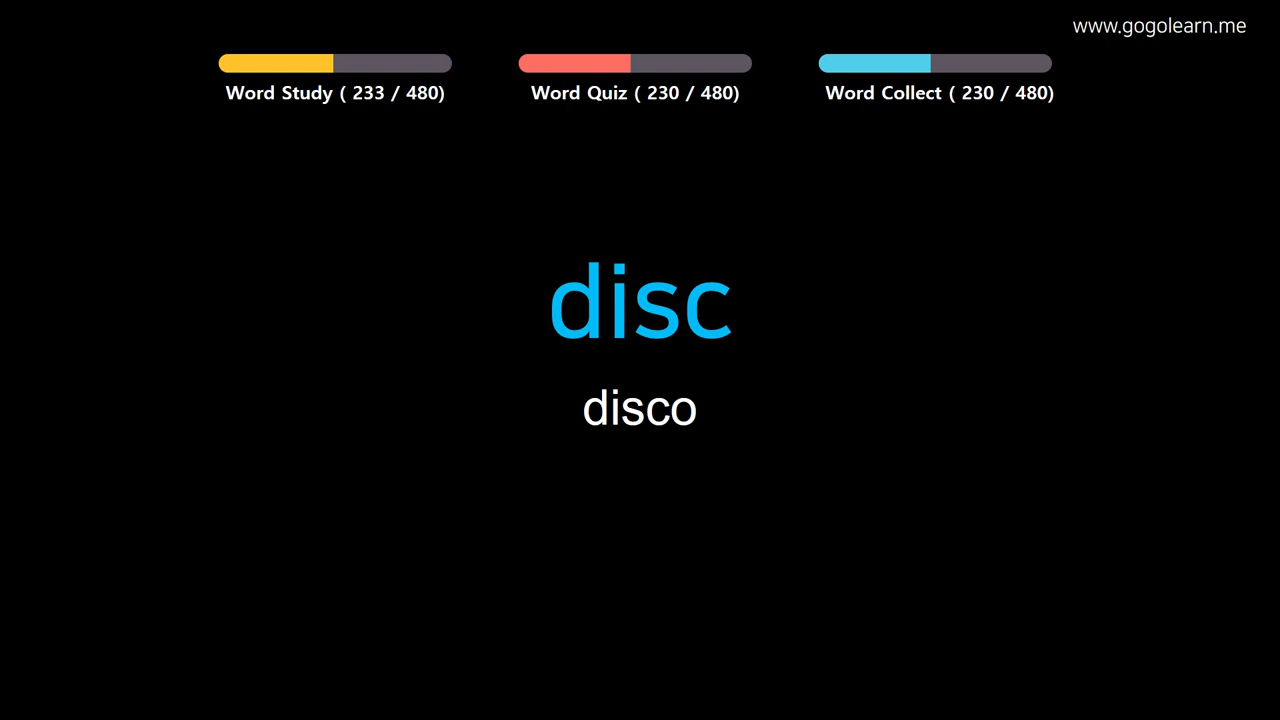 www.gogolearn.me
Word Study ( 233 / 480)
Word Quiz ( 230 / 480)
Word Collect ( 230 / 480)
disc
disco